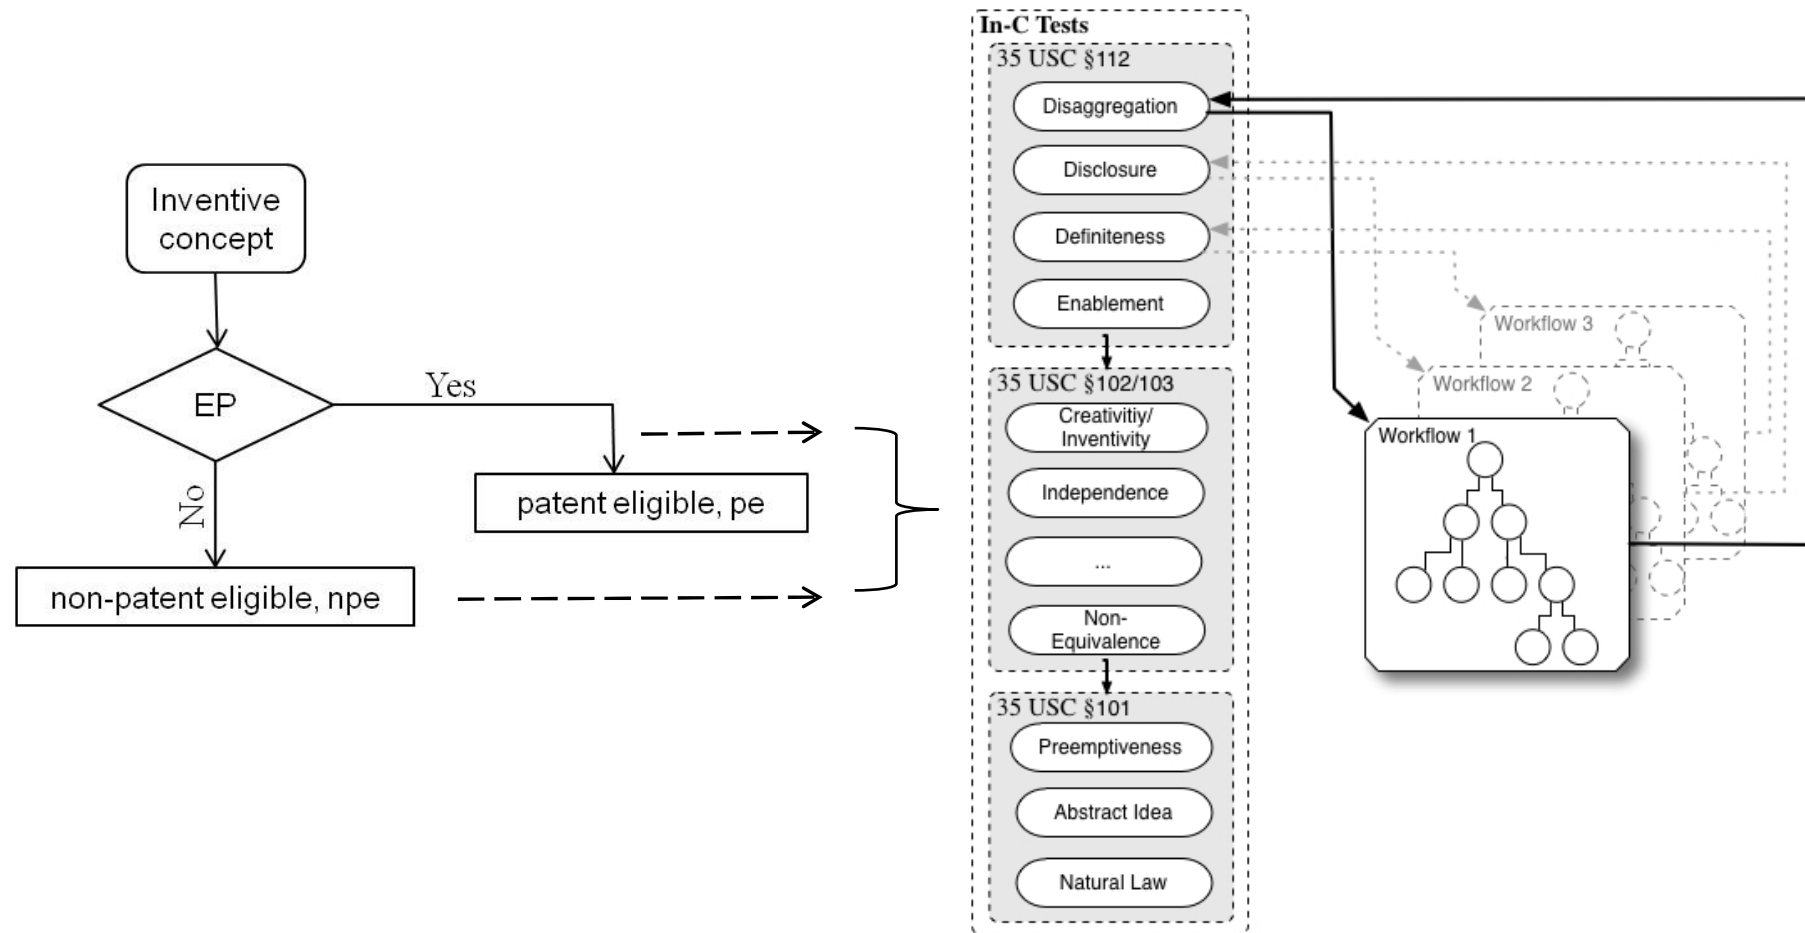 Inventive
concept
EP
Yes
No
patent eligible, pe
non-patent eligible, npe
In-C Tests
35 USC §112
Disaggregation
Disclosure
Definiteness
Enablement
35 USC §102/103
Creativitiy/
Inventivity
Independence
...
Non-
Equivalence
35 USC §101
Preemptiveness
Abstract Idea
Natural Law
Workflow 3
Workflow 2
Workflow 1